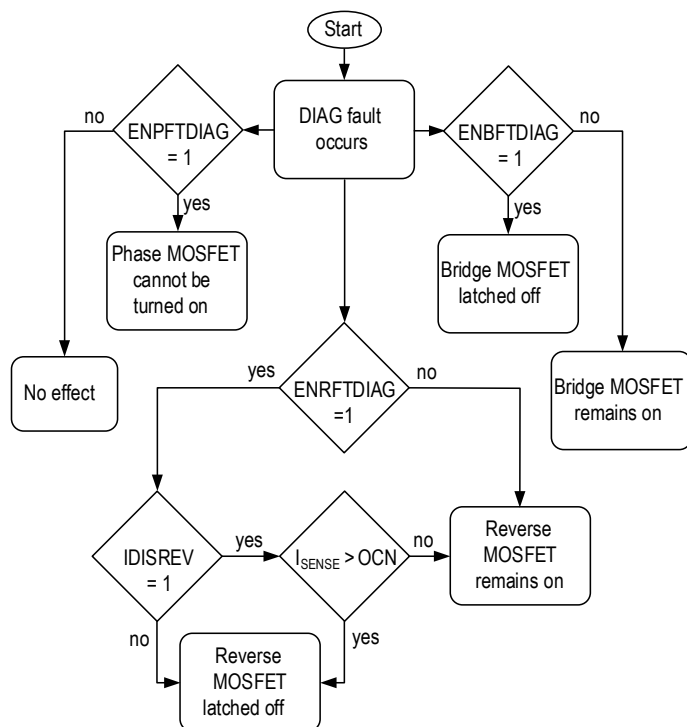 Start
DIAG fault
occurs
no
ENPFTDIAG
= 1
yes
ENBFTDIAG
= 1
no
yes
Phase MOSFET
cannot be
turned on
Bridge MOSFET
latched off
No effect
Bridge MOSFET
remains on
yes
ENRFTDIAG
=1
no
IDISREV
= 1
yes
I_SENSE > OCN
no
Reverse
MOSFET
remains on
no
yes
Reverse
MOSFET
latched off